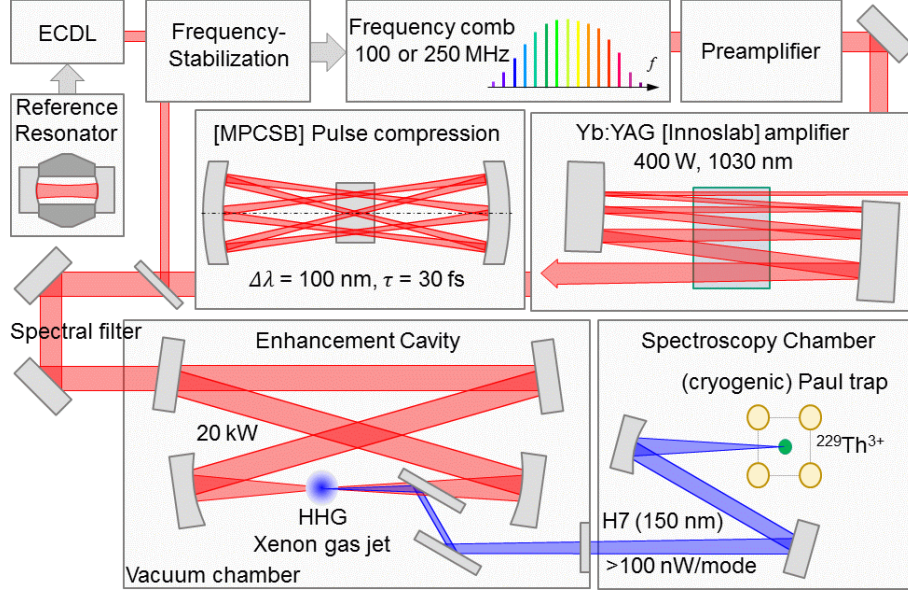 ECDL
Frequency-
Stabilization
Frequency comb
100 or 250 MHz
f
Preamplifier
Reference
Resonator
[MPCSB] Pulse compression
Δλ = 100 nm, τ = 30 fs
Yb:YAG [Innoslab] amplifier
400 W, 1030 nm
Spectral filter
Enhancement Cavity
20 kW
HHG
Xenon gas jet
Vacuum chamber
Spectroscopy Chamber
(cryogenic) Paul trap
²²⁹Th³⁺
H7 (150 nm)
>100 nW/mode